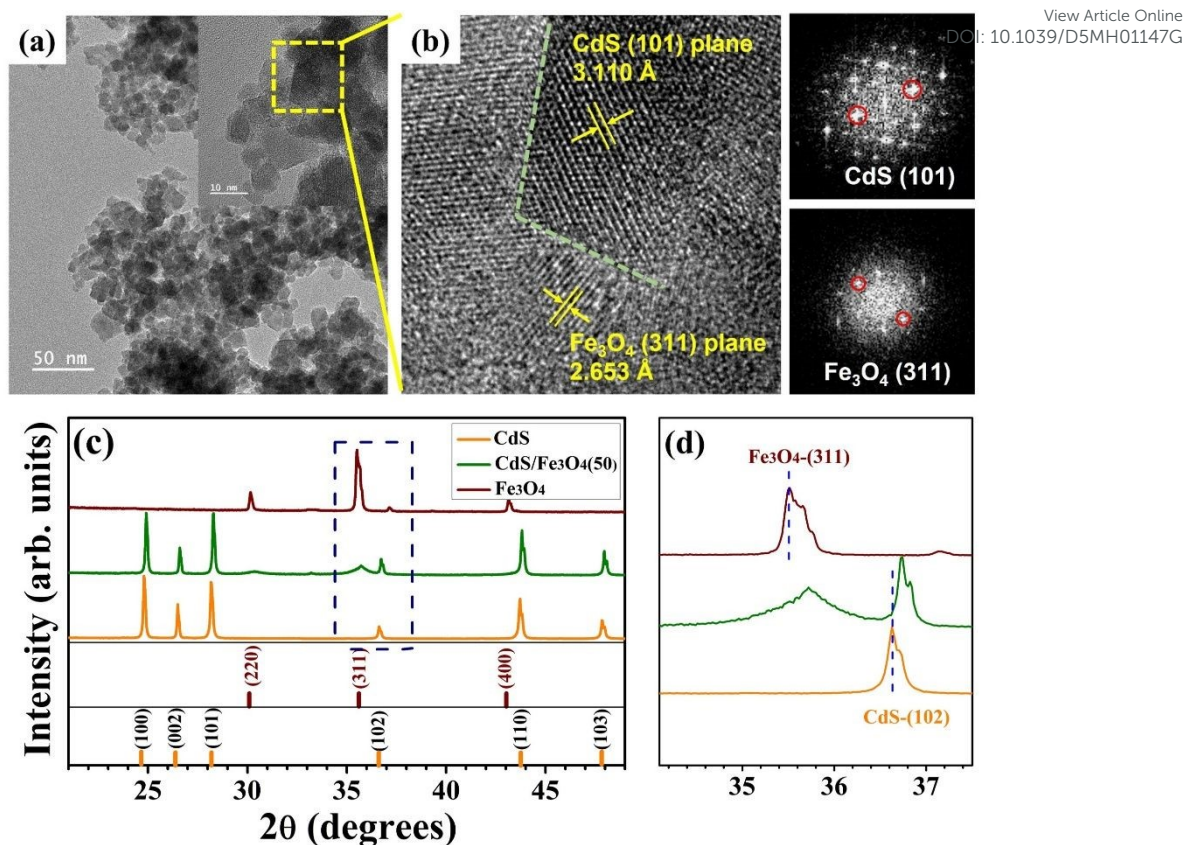 View Article Online
DOI: 10.1039/D5MH01147G
(a)
10 nm
50 nm
(b)
CdS (101) plane
3.110 Å
Fe₃O₄ (311) plane
2.653 Å
CdS (101)
Fe₃O₄ (311)
(c)
CdS
CdS/Fe₃O₄(50)
Fe₃O₄
Intensity (arb. units)
(220)
(311)
(400)
(100)
(002)
(101)
(102)
(110)
(103)
25 30 35 40 45
2θ (degrees)
(d)
Fe₃O₄-(311)
CdS-(102)
35 36 37